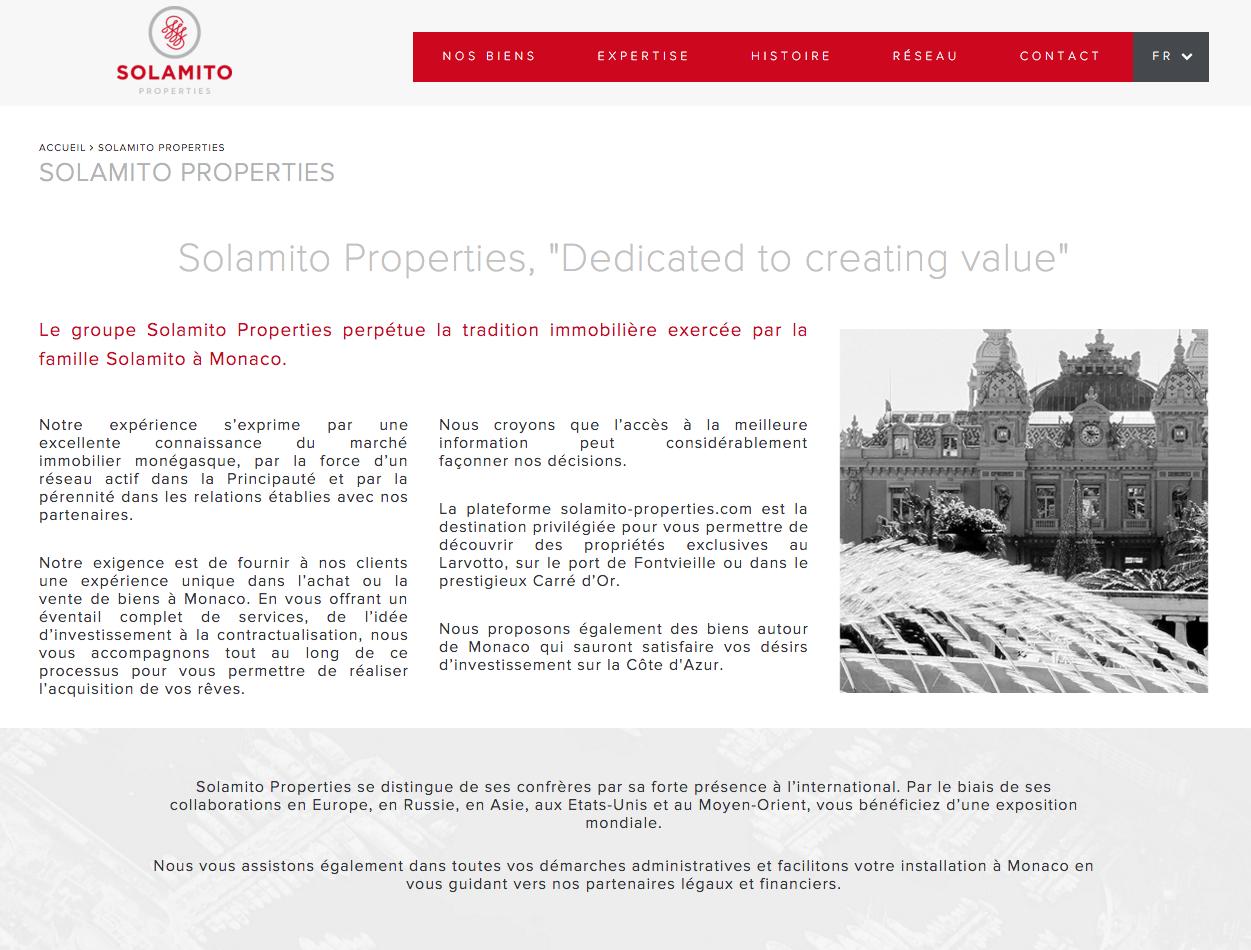 SOLAMITO
PROPERTIES
NOS BIENS
EXPERTISE
HISTOIRE
RÉSEAU
CONTACT
FR
ACCUEIL > SOLAMITO PROPERTIES
SOLAMITO PROPERTIES
Solamito Properties, "Dedicated to creating value"
Le groupe Solamito Properties perpétue la tradition immobilière exercée par la
famille Solamito à Monaco.
Notre expérience s’exprime par une
excellente connaissance du marché
immobilier monégasque, par la force d’un
réseau actif dans la Principauté et par la
pérennité dans les relations établies avec nos
partenaires.
Notre exigence est de fournir à nos clients
une expérience unique dans l’achat ou la
vente de biens à Monaco. En vous offrant un
éventail complet de services, de l’idée
d’investissement à la contractualisation, nous
vous accompagnons tout au long de ce
processus pour vous permettre de réaliser
l’acquisition de vos rêves.
Nous croyons que l’accès à la meilleure
information peut considérablement
façonner nos décisions.
La plateforme solamito-properties.com est la
destination privilégiée pour vous permettre de
découvrir des propriétés exclusives au
Larvotto, sur le port de Fontvieille ou dans le
prestigieux Carré d’Or.
Nous proposons également des biens autour
de Monaco qui sauront satisfaire vos désirs
d’investissement sur la Côte d'Azur.
Solamito Properties se distingue de ses confrères par sa forte présence à l’international. Par le biais de ses
collaborations en Europe, en Russie, en Asie, aux Etats-Unis et au Moyen-Orient, vous bénéficiez d’une exposition
mondiale.
Nous vous assistons également dans toutes vos démarches administratives et facilitons votre installation à Monaco en
vous guidant vers nos partenaires légaux et financiers.